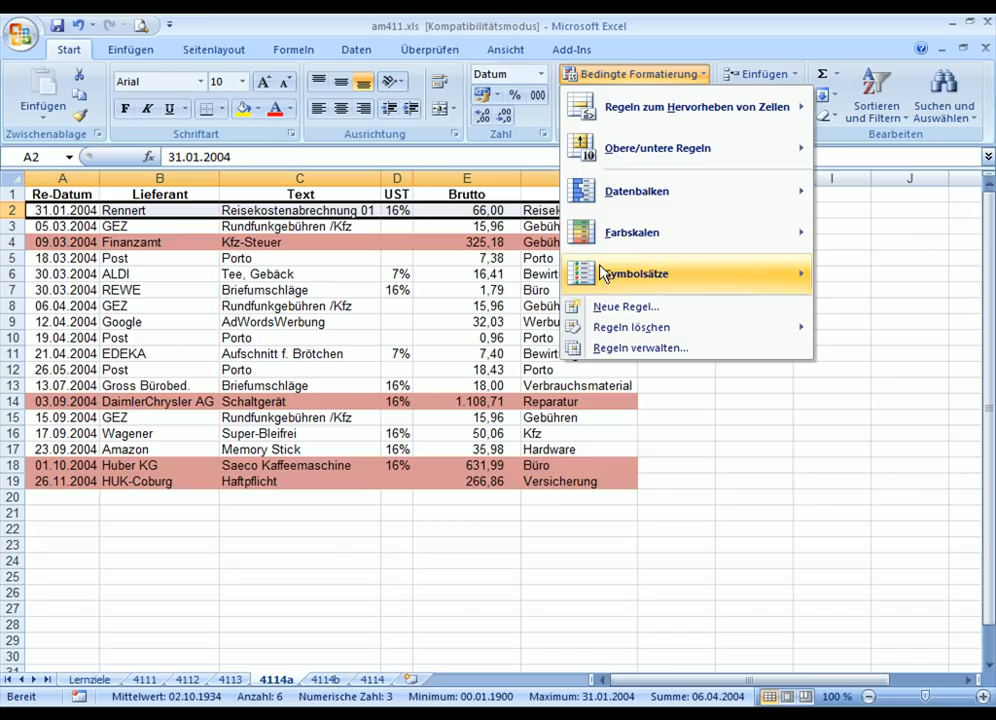 am411.xls [Kompatibilitätsmodus] - Microsoft Excel
Start Einfügen Seitenlayout Formeln Daten Überprüfen Ansicht Add-Ins
Einfügen
Zwischenablage
Arial 10
F K U
Schriftart
Ausrichtung
Datum
% 000
Zahl
Bedingte Formatierung
Einfügen
Σ
Sortieren und Filtern
Suchen und Auswählen
Bearbeiten
Regeln zum Hervorheben von Zellen
Obere/untere Regeln
Datenbalken
Farbskalen
Symbolsätze
Neue Regel...
Regeln löschen
Regeln verwalten...
A2 fx 31.01.2004
A B C D E I J
1 Re-Datum Lieferant Text UST Brutto
2 31.01.2004 Rennert Reisekostenabrechnung 01 16% 66,00
3 05.03.2004 GEZ Rundfunkgebühren /Kfz 15,96
4 09.03.2004 Finanzamt Kfz-Steuer 325,18
5 18.03.2004 Post Porto 7,38 Porto
6 30.03.2004 ALDI Tee, Gebäck 7% 16,41
7 30.03.2004 REWE Briefumschläge 16% 1,79 Büro
8 06.04.2004 GEZ Rundfunkgebühren /Kfz 15,96
9 12.04.2004 Google AdWordsWerbung 32,03
10 19.04.2004 Post Porto 0,96 Porto
11 21.04.2004 EDEKA Aufschnitt f. Brötchen 7% 7,40
12 26.05.2004 Post Porto 18,43 Porto
13 13.07.2004 Gross Bürobed. Briefumschläge 16% 18,00 Verbrauchsmaterial
14 03.09.2004 DaimlerChrysler AG Schaltgerät 16% 1.108,71 Reparatur
15 15.09.2004 GEZ Rundfunkgebühren /Kfz 15,96 Gebühren
16 17.09.2004 Wagener Super-Bleifrei 16% 50,06 Kfz
17 23.09.2004 Amazon Memory Stick 16% 35,98 Hardware
18 01.10.2004 Huber KG Saeco Kaffeemaschine 16% 631,99 Büro
19 26.11.2004 HUK-Coburg Haftpflicht 266,86 Versicherung
20
21
22
23
24
25
26
27
28
29
30
Lernziele 4111 4112 4113 4114a 4114b 4114
Bereit Mittelwert: 02.10.1934 Anzahl: 6 Numerische Zahl: 3 Minimum: 00.01.1900 Maximum: 31.01.2004 Summe: 06.04.2004 100 %